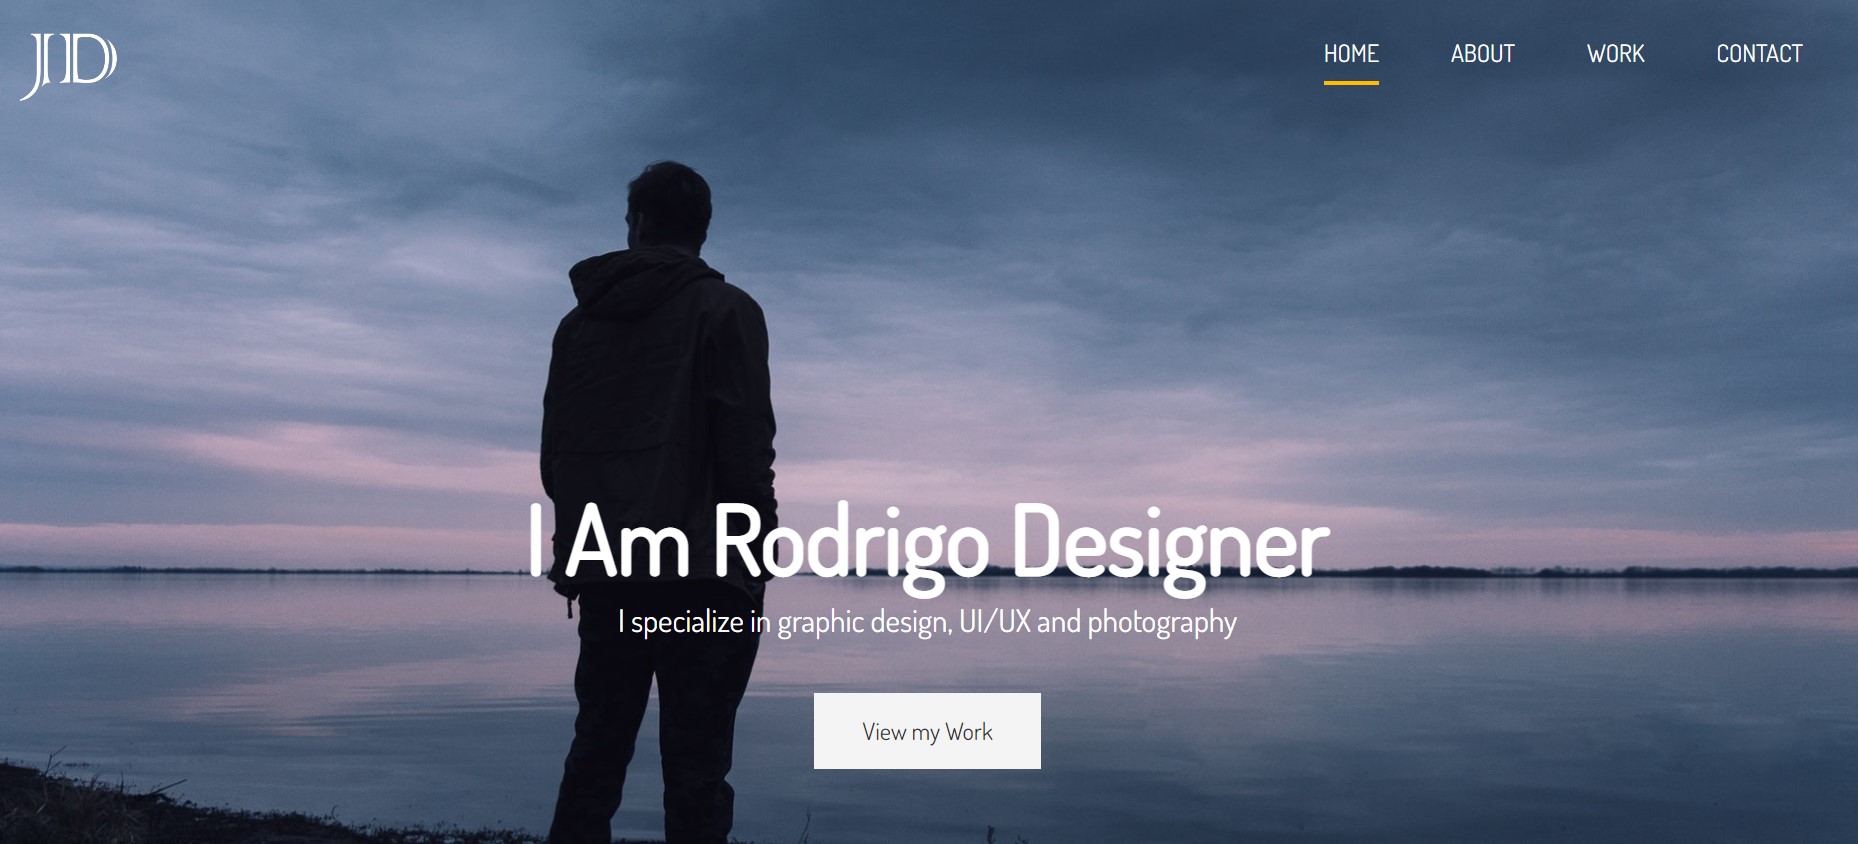 JD
HOME ABOUT WORK CONTACT
I Am Rodrigo Designer
I specialize in graphic design, UI/UX and photography
View my Work